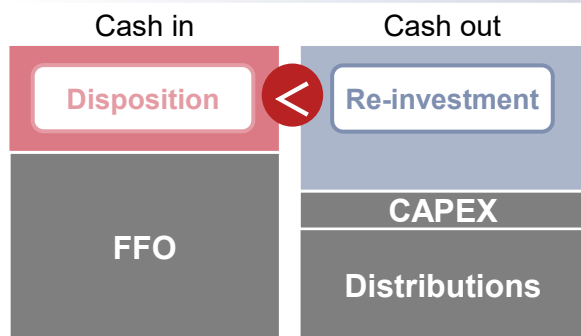 Cash in
Cash out
Disposition
<
Re-investment
FFO
CAPEX
Distributions